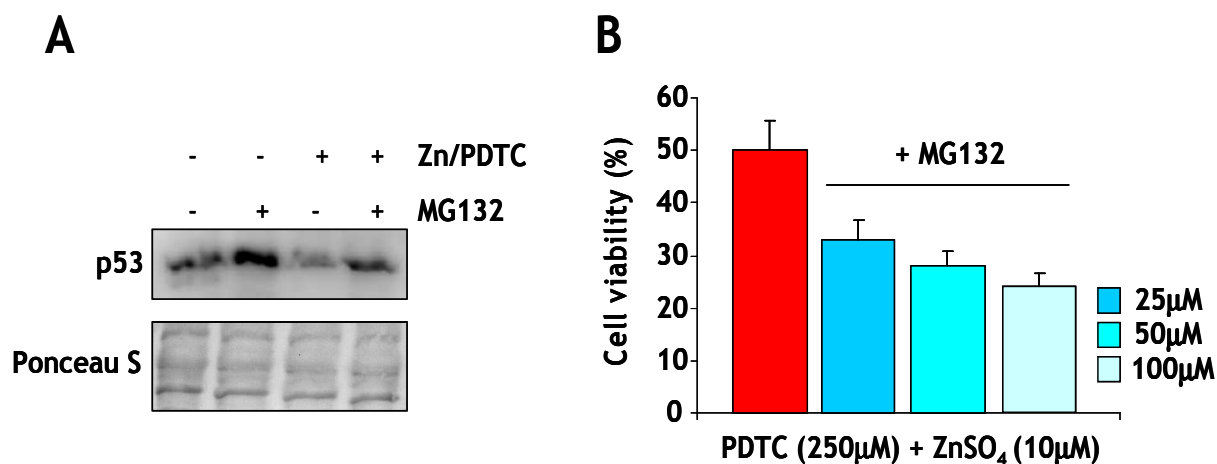 A
- - + + Zn/PDTC
- + - + MG132
p53
Ponceau S
B
Cell viability (%)
60
50
40
30
20
10
0
+ MG132
25µM
50µM
100µM
PDTC (250µM) + ZnSO₄ (10µM)